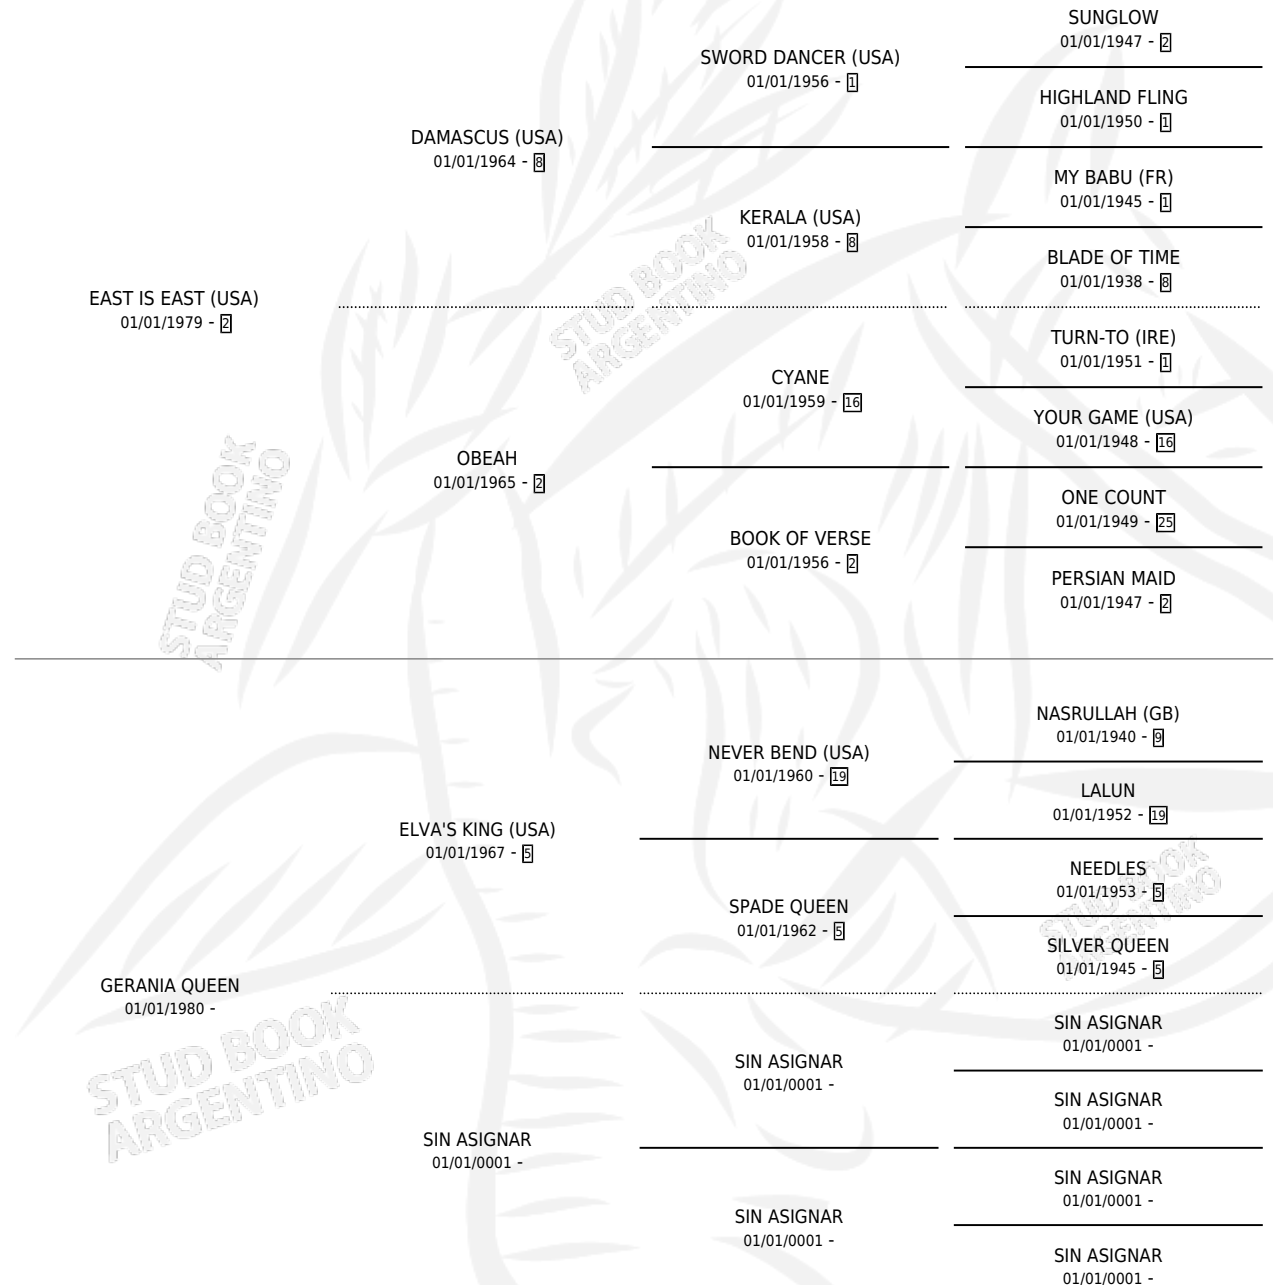 SUNGLOW
01/01/1947 - 2
SWORD DANCER (USA)
01/01/1956 - 1
HIGHLAND FLING
01/01/1950 - 1
DAMASCUS (USA)
01/01/1964 - 8
MY BABU (FR)
01/01/1945 - 1
KERALA (USA)
01/01/1958 - 8
BLADE OF TIME
01/01/1938 - 8
EAST IS EAST (USA)
01/01/1979 - 2
TURN-TO (IRE)
01/01/1951 - 1
CYANE
01/01/1959 - 16
YOUR GAME (USA)
01/01/1948 - 16
OBEAH
01/01/1965 - 2
ONE COUNT
01/01/1949 - 25
BOOK OF VERSE
01/01/1956 - 2
PERSIAN MAID
01/01/1947 - 2
STUD BOOK
ARGENTINO
STUD BOOK
ARGENTINO
NASRULLAH (GB)
01/01/1940 - 9
NEVER BEND (USA)
01/01/1960 - 19
LALUN
01/01/1952 - 19
ELVA'S KING (USA)
01/01/1967 - 5
NEEDLES
01/01/1953 - 5
SPADE QUEEN
01/01/1962 - 5
SILVER QUEEN
01/01/1945 - 5
GERANIA QUEEN
01/01/1980 -
SIN ASIGNAR
01/01/0001 -
SIN ASIGNAR
01/01/0001 -
SIN ASIGNAR
01/01/0001 -
SIN ASIGNAR
01/01/0001 -
SIN ASIGNAR
01/01/0001 -
SIN ASIGNAR
01/01/0001 -
SIN ASIGNAR
01/01/0001 -
STUD BOOK
ARGENTINO
STUD BOOK
ARGENTINO